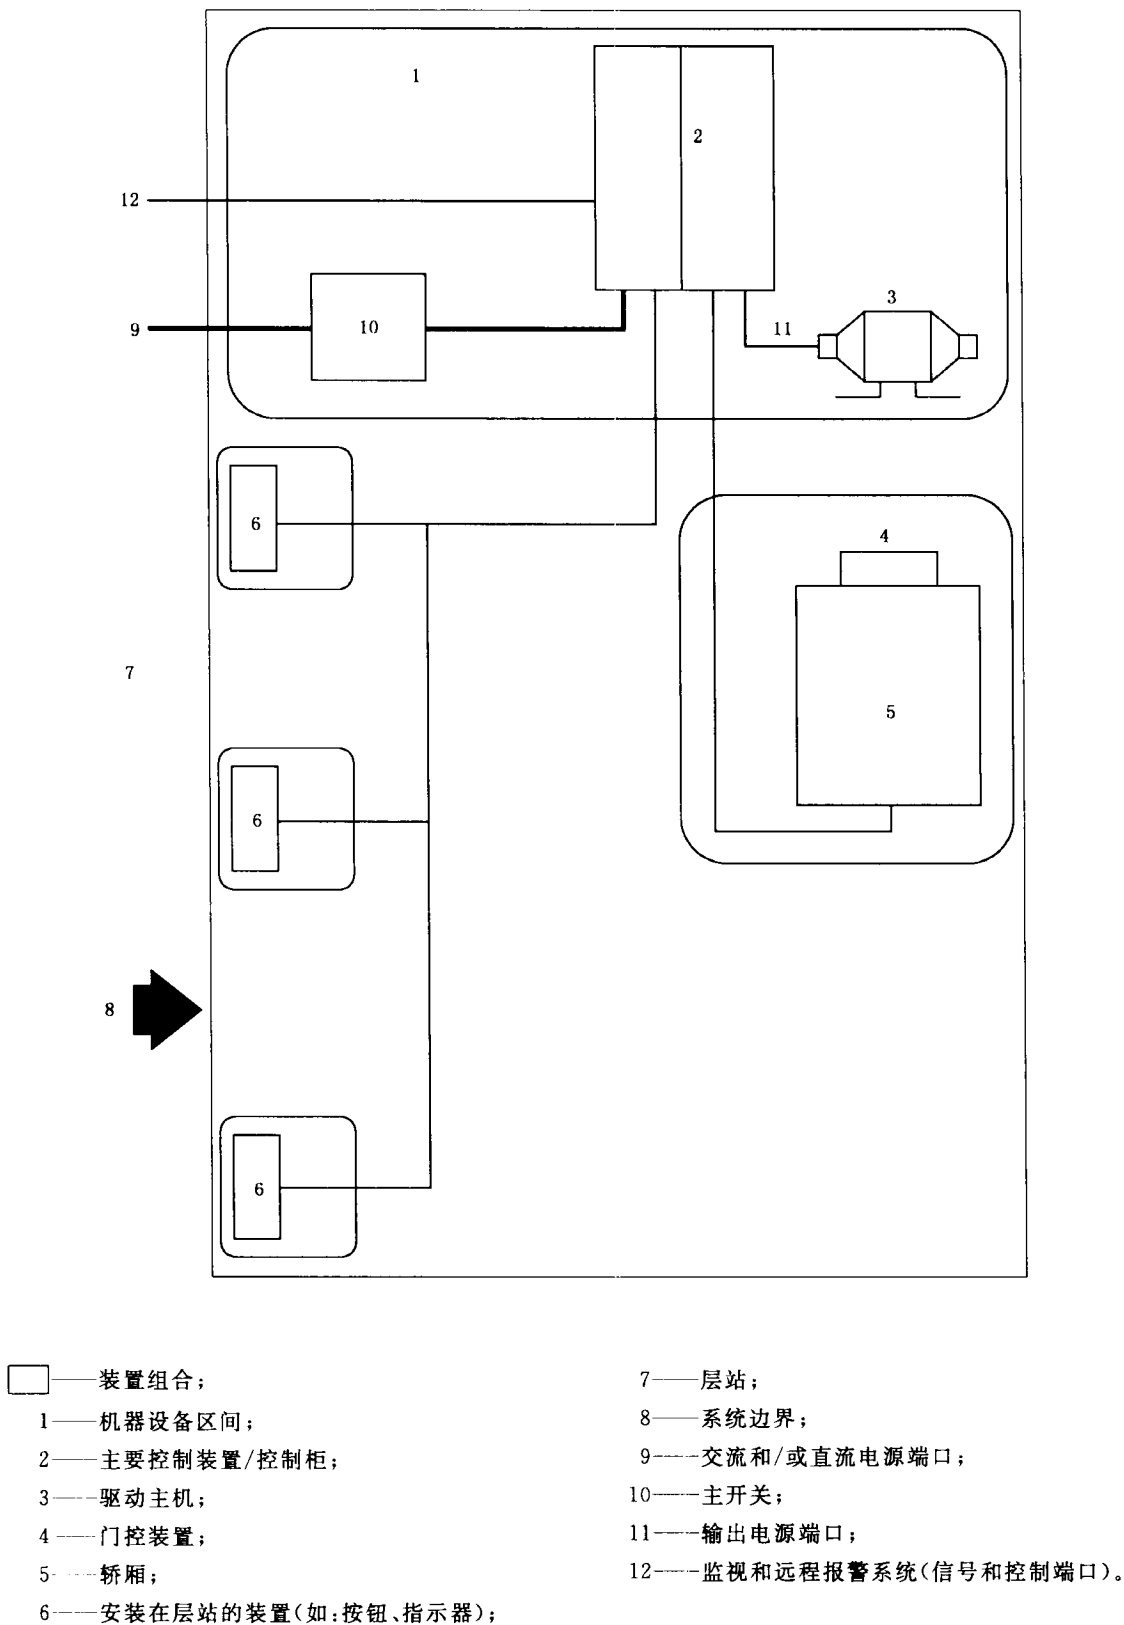 1
2
12
3
9
10
11
6
4
7
5
6
8
6
——装置组合;
1——机器设备区间;
2——主要控制装置/控制柜;
3——驱动主机;
4——门控装置;
5——轿厢;
6——安装在层站的装置(如:按钮、指示器);
7——层站;
8——系统边界;
9——交流和/或直流电源端口;
10——主开关;
11——输出电源端口;
12——监视和远程报警系统(信号和控制端口)。